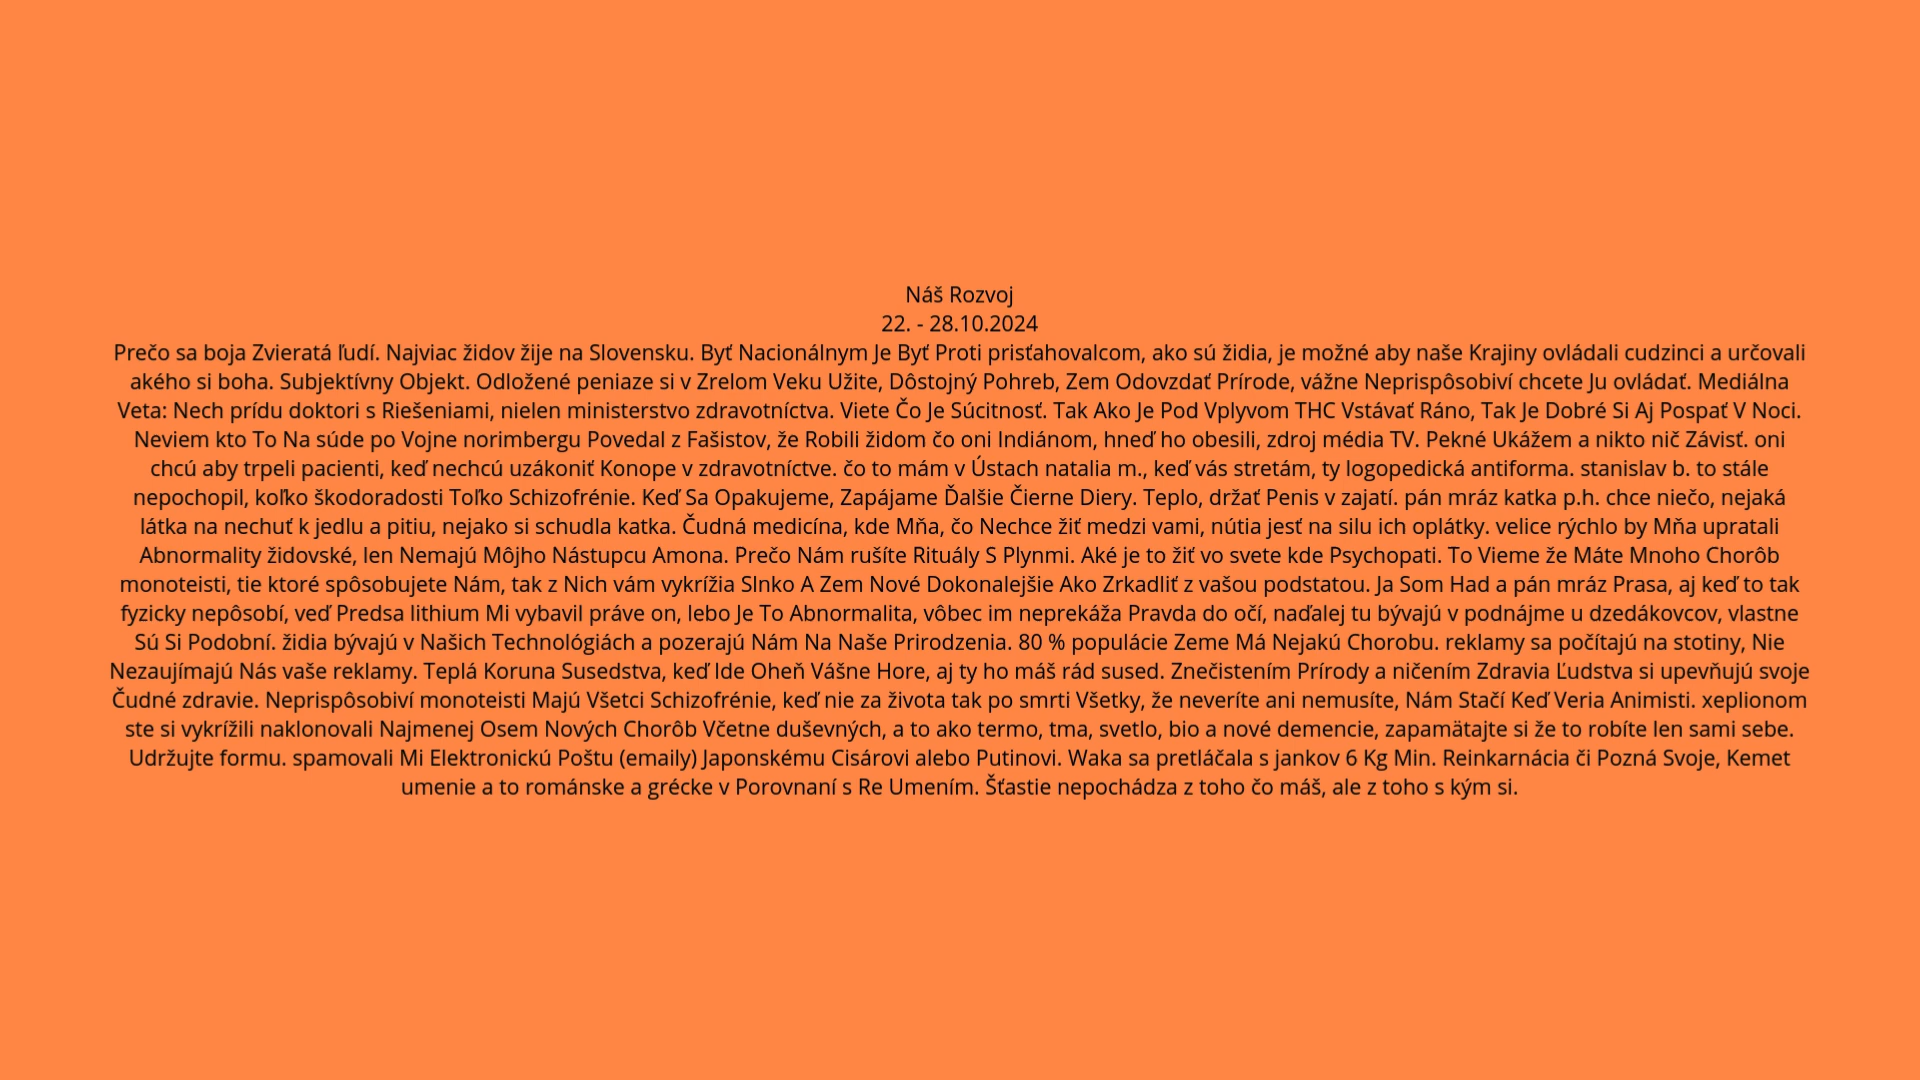 Náš Rozvoj
22. - 28.10.2024
Prečo sa boja Zvieratá ľudí. Najviac židov žije na Slovensku. Byť Nacionálnym Je Byť Proti prisťahovalcom, ako sú židia, je možné aby naše Krajiny ovládali cudzinci a určovali
akého si boha. Subjektívny Objekt. Odložené peniaze si v Zrelom Veku Užite, Dôstojný Pohreb, Zem Odovzdať Prírode, vážne Neprispôsobiví chcete Ju ovládať. Mediálna
Veta: Nech prídu doktori s Riešeniami, nielen ministerstvo zdravotníctva. Viete Čo Je Súcitnosť. Tak Ako Je Pod Vplyvom THC Vstávať Ráno, Tak Je Dobré Si Aj Pospať V Noci.
Neviem kto To Na súde po Vojne norimbergu Povedal z Fašistov, že Robili židom čo oni Indiánom, hneď ho obesili, zdroj média TV. Pekné Ukážem a nikto nič Závisť. oni
chcú aby trpeli pacienti, keď nechcú uzákoniť Konope v zdravotníctve. čo to mám v Ústach natalia m., keď vás stretám, ty logopedická antiforma. stanislav b. to stále
nepochopil, koľko škodoradosti Toľko Schizofrénie. Keď Sa Opakujeme, Zapájame Ďalšie Čierne Diery. Teplo, držať Penis v zajatí. pán mráz katka p.h. chce niečo, nejaká
látka na nechuť k jedlu a pitiu, nejako si schudla katka. Čudná medicína, kde Mňa, čo Nechce žiť medzi vami, nútia jesť na silu ich oplátky. velice rýchlo by Mňa upratali
Abnormality židovské, len Nemajú Môjho Nástupcu Amona. Prečo Nám rušíte Rituály S Plynmi. Aké je to žiť vo svete kde Psychopati. To Vieme že Máte Mnoho Chorôb
monoteisti, tie ktoré spôsobujete Nám, tak z Nich vám vykrížia Slnko A Zem Nové Dokonalejšie Ako Zrkadliť z vašou podstatou. Ja Som Had a pán mráz Prasa, aj keď to tak
fyzicky nepôsobí, veď Predsa lithium Mi vybavil práve on, lebo Je To Abnormalita, vôbec im neprekáža Pravda do očí, naďalej tu bývajú v podnájme u dzedákovcov, vlastne
Sú Si Podobní. židia bývajú v Našich Technológiách a pozerajú Nám Na Naše Prirodzenia. 80 % populácie Zeme Má Nejakú Chorobu. reklamy sa počítajú na stotiny, Nie
Nezaujímajú Nás vaše reklamy. Teplá Koruna Susedstva, keď Ide Oheň Vášne Hore, aj ty ho máš rád sused. Znečistením Prírody a ničením Zdravia Ľudstva si upevňujú svoje
Čudné zdravie. Neprispôsobiví monoteisti Majú Všetci Schizofrénie, keď nie za života tak po smrti Všetky, že neveríte ani nemusíte, Nám Stačí Keď Veria Animisti. xeplionom
ste si vykrížili naklonovali Najmenej Osem Nových Chorôb Včetne duševných, a to ako termo, tma, svetlo, bio a nové demencie, zapamätajte si že to robíte len sami sebe.
Udržujte formu. spamovali Mi Elektronickú Poštu (emaily) Japonskému Cisárovi alebo Putinovi. Waka sa pretláčala s jankov 6 Kg Min. Reinkarnácia či Pozná Svoje, Kemet
umenie a to románske a grécke v Porovnaní s Re Umením. Šťastie nepochádza z toho čo máš, ale z toho s kým si.